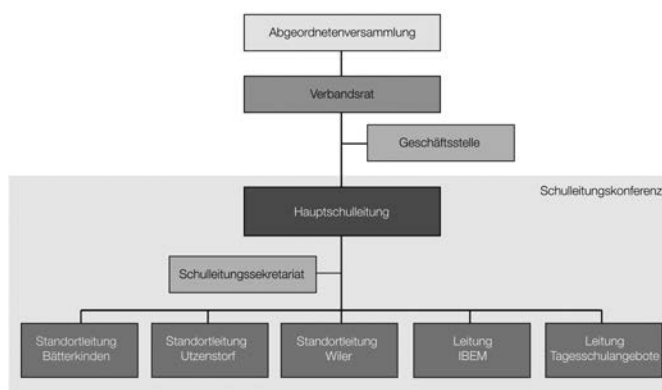 Abgeordnetenversammlung
Verbandsrat
Geschäftsstelle
Schulleitungskonferenz
Hauptschulleitung
Schulleitungssekretariat
Standortleitung
Bätterkinden
Standortleitung
Utzenstorf
Standortleitung
Wiler
Leitung
IBEM
Leitung
Tagesschulangebote